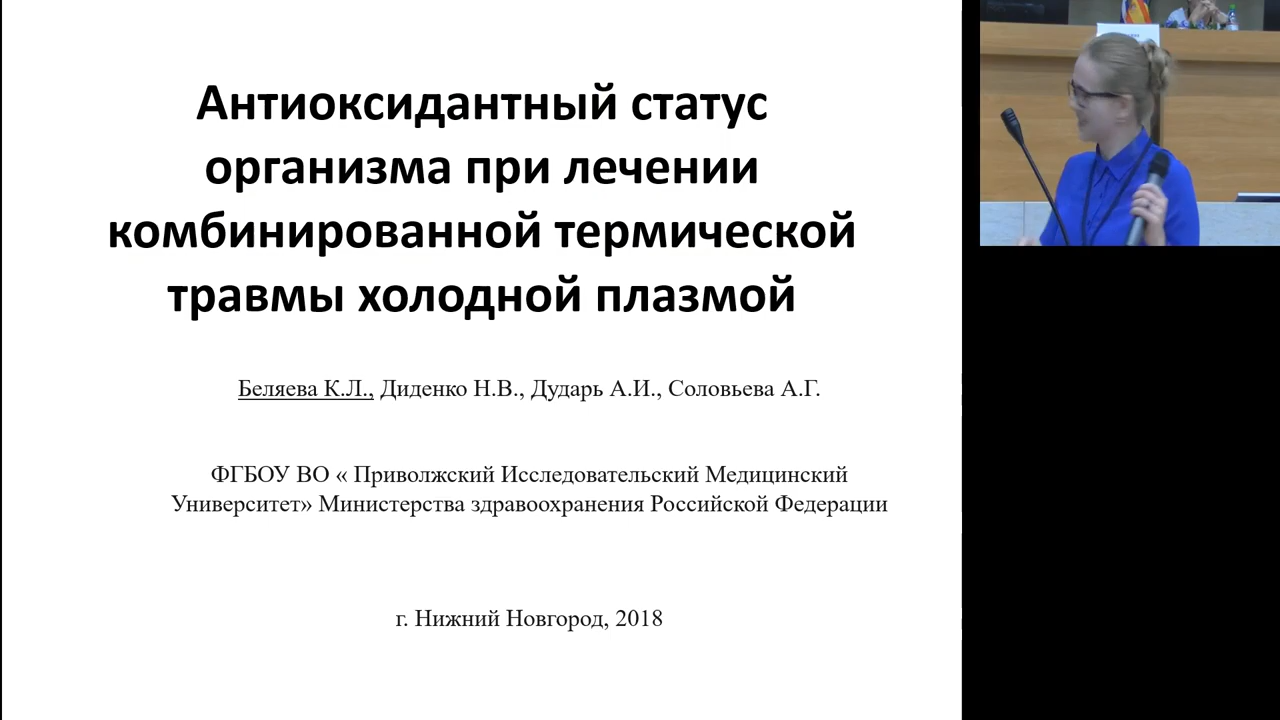 Антиоксидантный статус
организма при лечении
комбинированной термической
травмы холодной плазмой
Беляева К.Л., Диденко Н.В., Дударь А.И., Соловьева А.Г.
ФГБОУ ВО « Приволжский Исследовательский Медицинский
Университет» Министерства здравоохранения Российской Федерации
г. Нижний Новгород, 2018